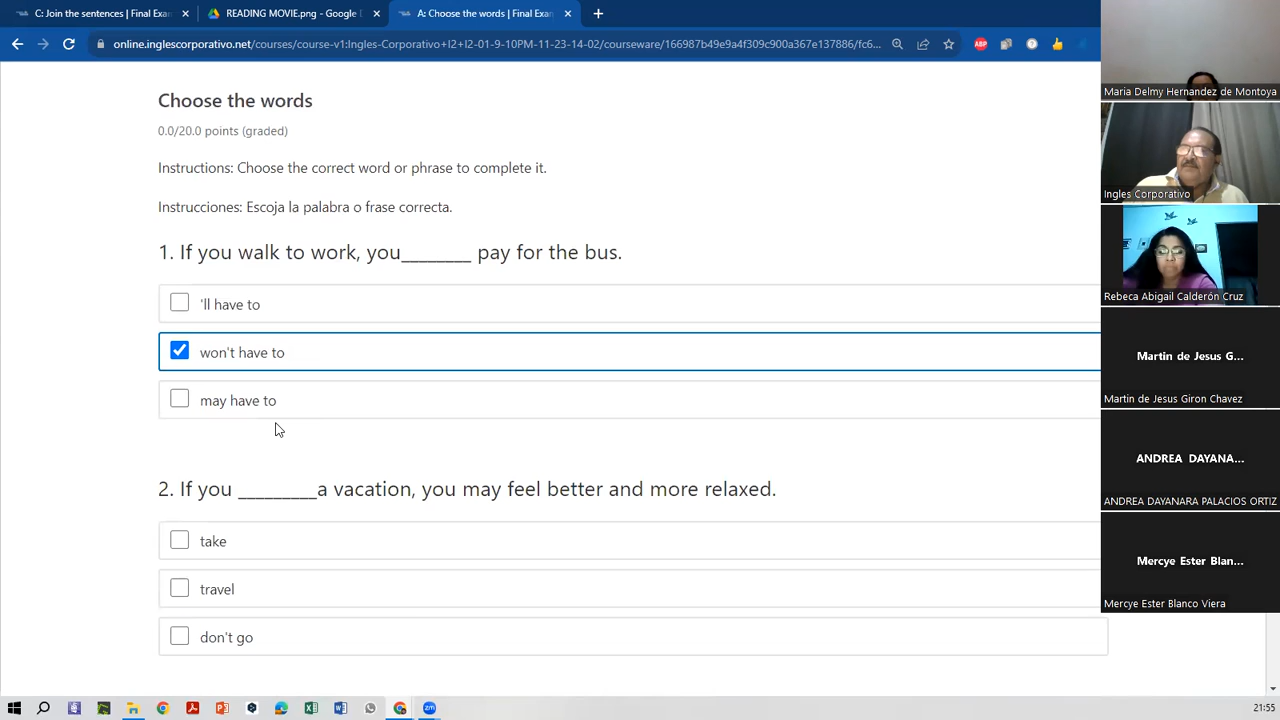 C: Join the sentences | Final Exa
READING MOVIE.png - Google
A: Choose the words | Final Exan
online.inglescorporativo.net/courses/course-v1:Ingles-Corporativo+I2+I2-01-9-10PM-11-23-14-02/courseware/166987b49e9a4f309c900a367e137886/fc6...
ABP
Choose the words
0.0/20.0 points (graded)
Instructions: Choose the correct word or phrase to complete it.
Instrucciones: Escoja la palabra o frase correcta.
1. If you walk to work, you________ pay for the bus.
'll have to
won't have to
may have to
2. If you _________a vacation, you may feel better and more relaxed.
take
travel
don't go
Maria Delmy Hernandez de Montoya
Ingles Corporativo
Rebeca Abigail Calderón Cruz
Martin de Jesus G...
Martin de Jesus Giron Chavez
ANDREA DAYANA...
ANDREA DAYANARA PALACIOS ORTIZ
Mercye Ester Blan...
Mercye Ester Blanco Viera
21:55